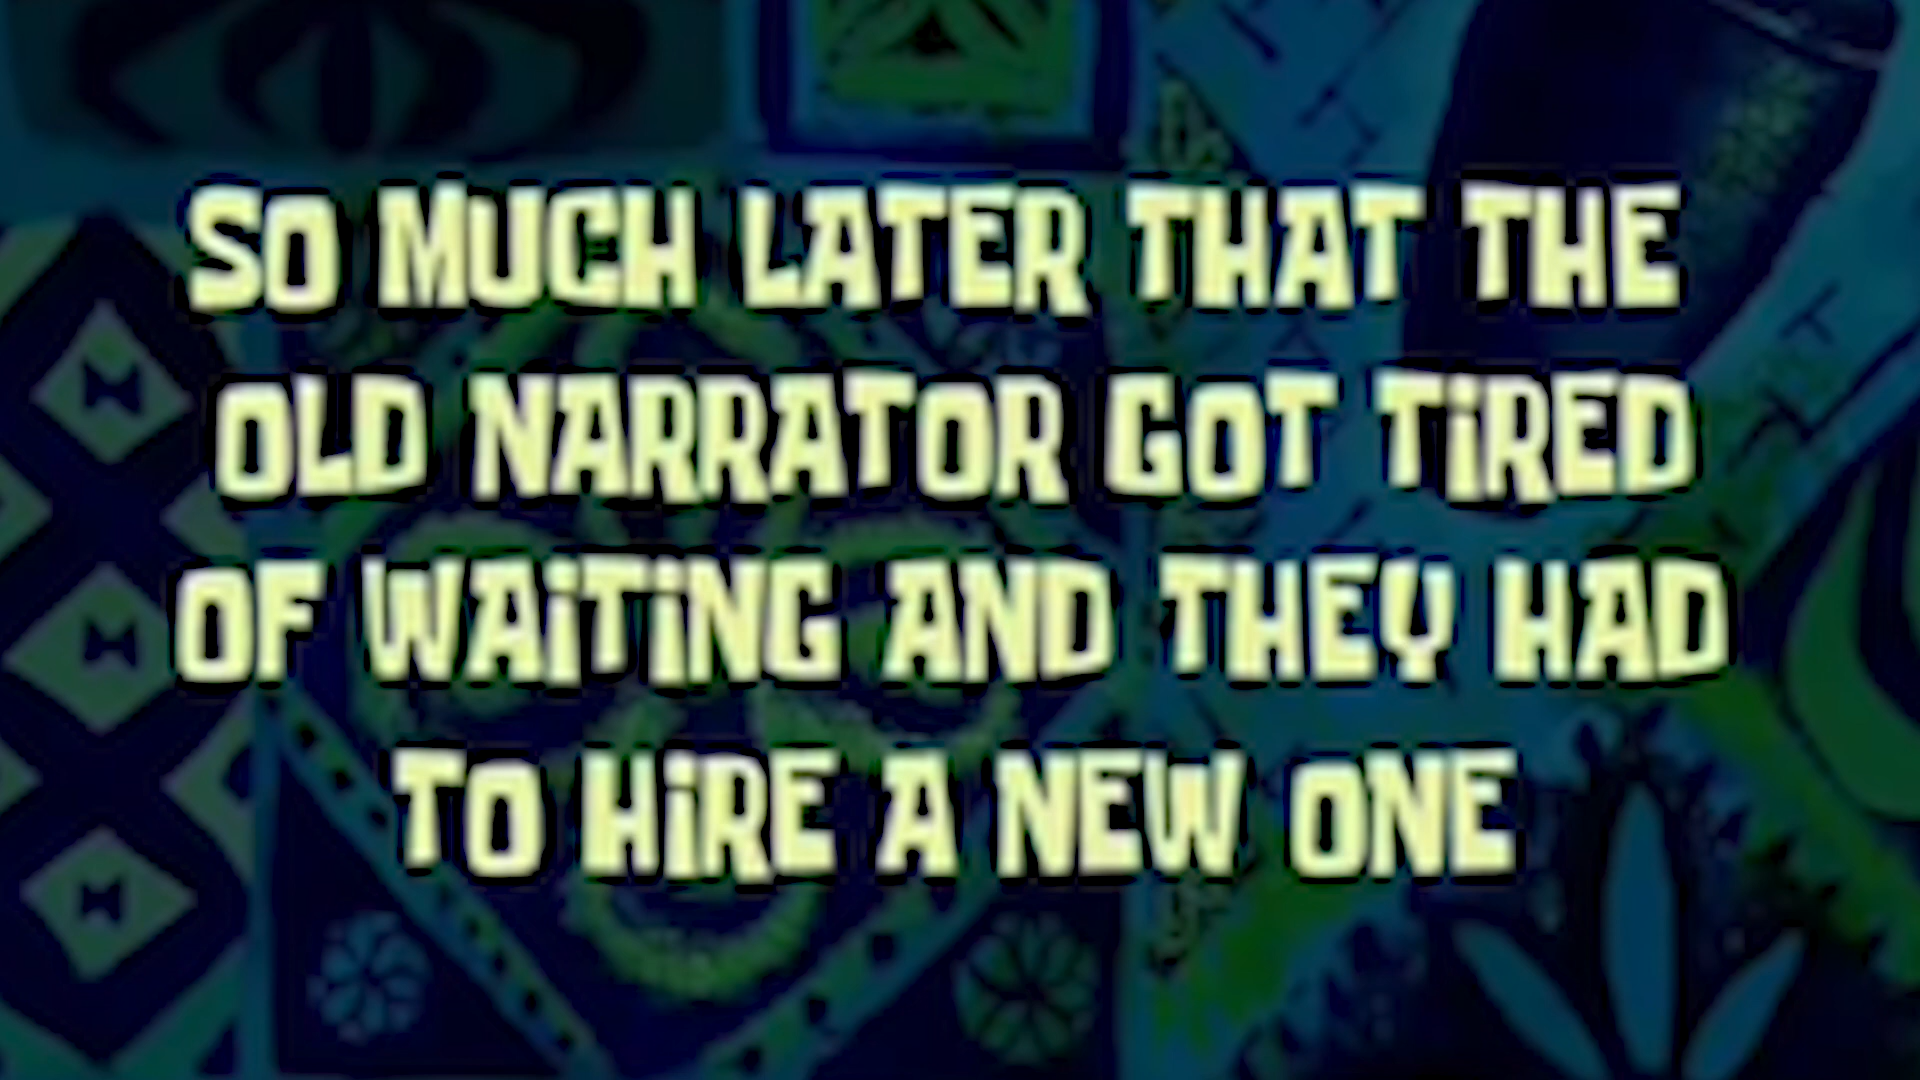 SO MUCH LATER THAT THE
OLD NARRATOR GOT TiRED
OF WAiTiNG AND THEY HAD
TO HiRE A NEW ONE